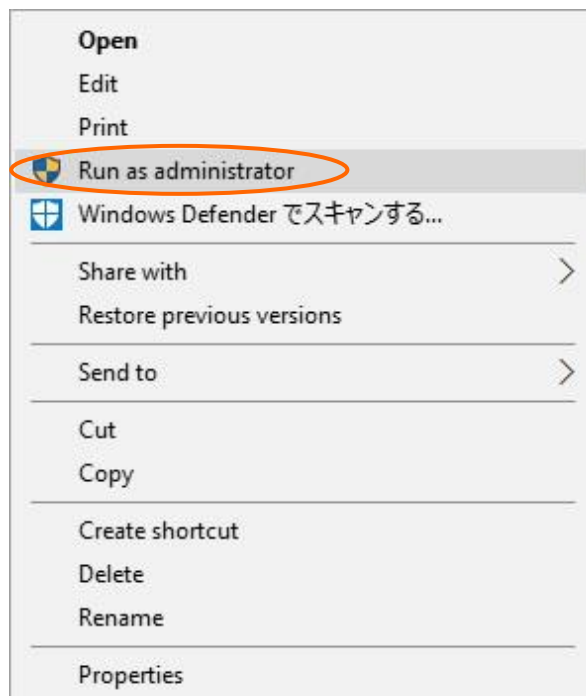 Open
Edit
Print
Run as administrator
Windows Defender でスキャンする...
Share with
Restore previous versions
Send to
Cut
Copy
Create shortcut
Delete
Rename
Properties